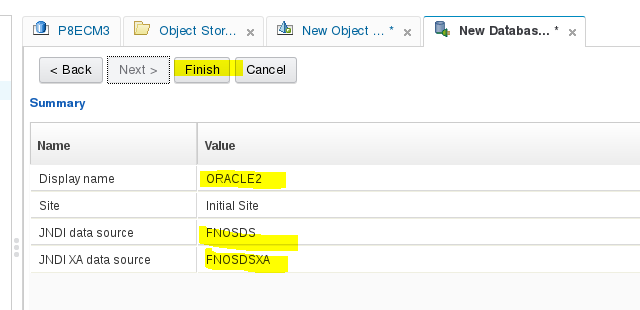 P8ECM3 Object Stor... New Object ... * New Databas... *
< Back Next > Finish Cancel
Summary
Name Value
Display name ORACLE2
Site Initial Site
JNDI data source FNOSDS
JNDI XA data source FNOSDSXA